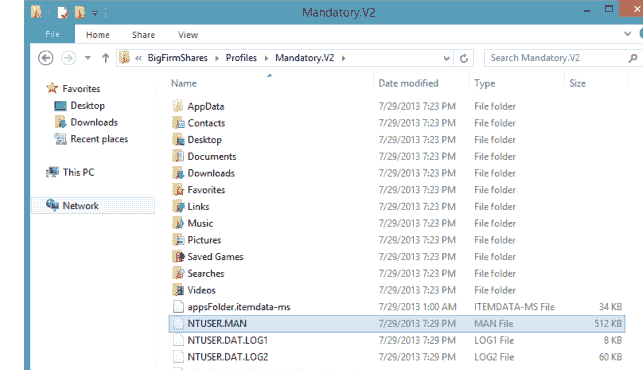 Mandatory.V2
File Home Share View
« BigFirmShares Profiles Mandatory.V2 Search Mandatory.V2
Name Date modified Type Size
Favorites
Desktop
Downloads
Recent places
This PC
Network
AppData 7/29/2013 7:23 PM File folder
Contacts 7/29/2013 7:23 PM File folder
Desktop 7/29/2013 7:23 PM File folder
Documents 7/29/2013 7:23 PM File folder
Downloads 7/29/2013 7:23 PM File folder
Favorites 7/29/2013 7:23 PM File folder
Links 7/29/2013 7:23 PM File folder
Music 7/29/2013 7:23 PM File folder
Pictures 7/29/2013 7:23 PM File folder
Saved Games 7/29/2013 7:23 PM File folder
Searches 7/29/2013 7:23 PM File folder
Videos 7/29/2013 7:23 PM File folder
appsFolder.itemdata-ms 7/29/2013 1:00 AM ITEMDATA-MS File 34 KB
NTUSER.MAN 7/29/2013 7:29 PM MAN File 512 KB
NTUSER.DAT.LOG1 7/29/2013 7:29 PM LOG1 File 8 KB
NTUSER.DAT.LOG2 7/29/2013 7:29 PM LOG2 File 60 KB